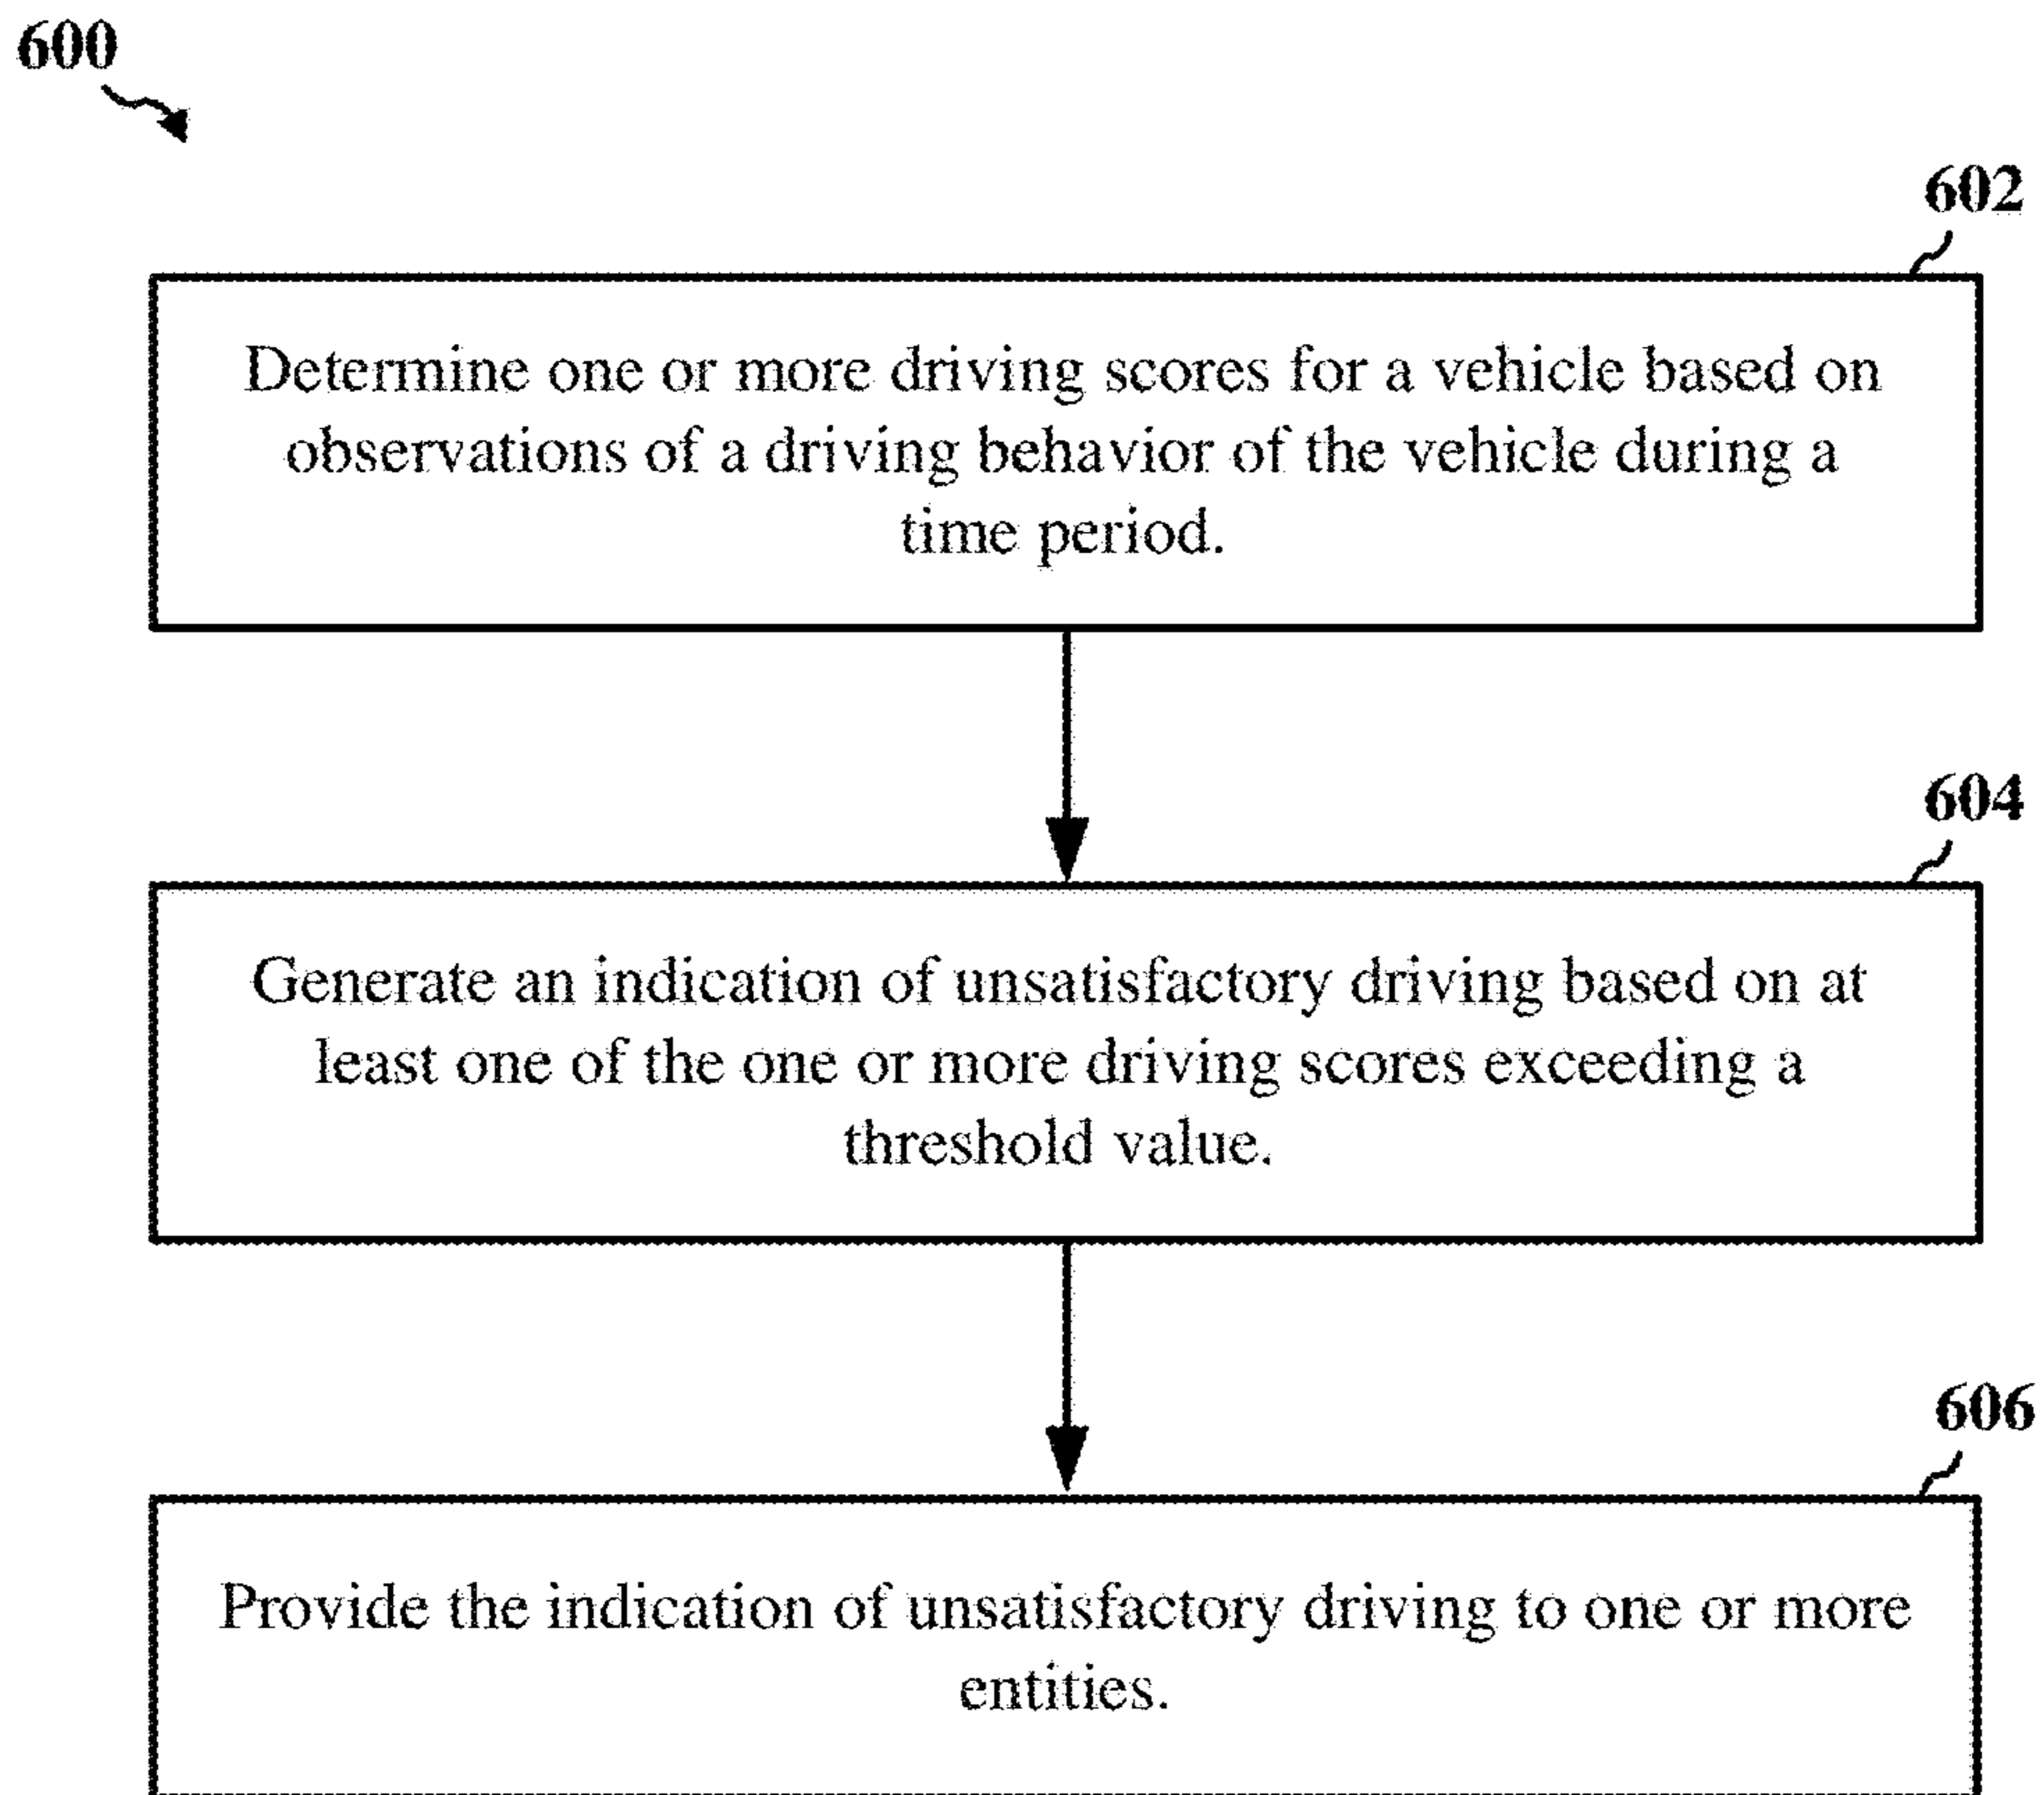 600
602
Determine one or more driving scores for a vehicle based on
observations of a driving behavior of the vehicle during a
time period.
604
Generate an indication of unsatisfactory driving based on at
least one of the one or more driving scores exceeding a
threshold value.
606
Provide the indication of unsatisfactory driving to one or more
entities.